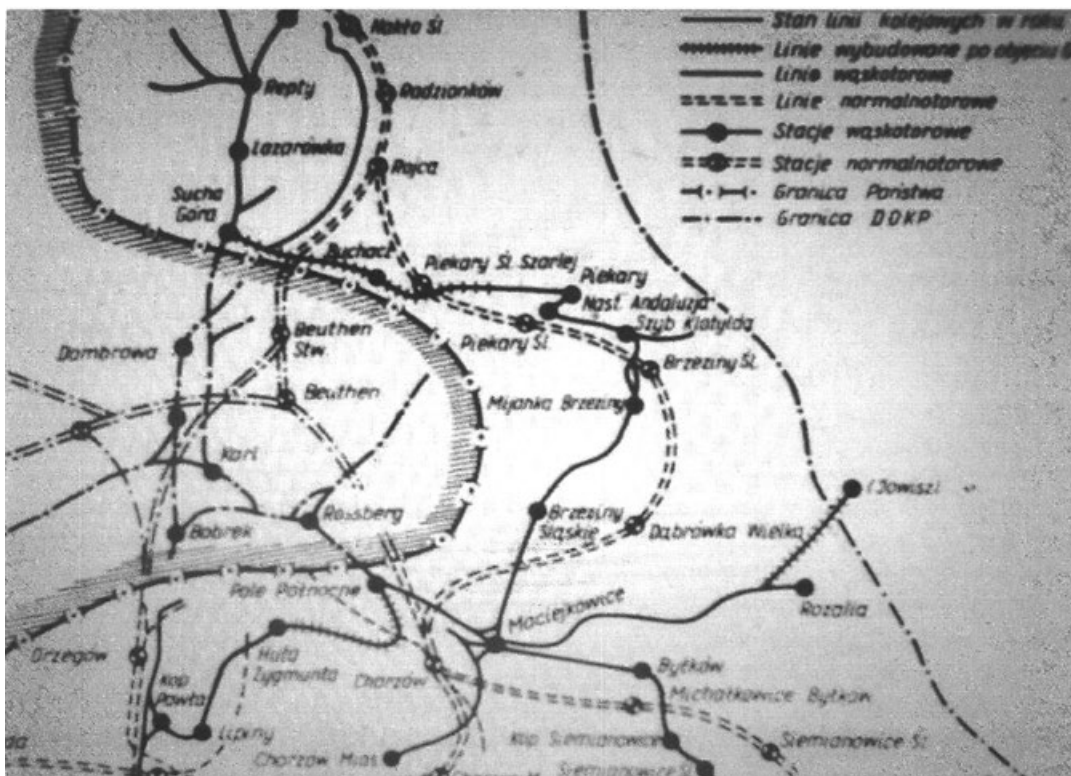 Nakło Śl.
Radzionków
Repty
Lazarówka
Rojca
Sucha
Góra
Buchacz
Piekary Śl. Szarlej
Piekary
Nast. Andaluzja
Szyb Klotylda
Piekary Śl.
Brzeziny Śl.
Mijanka Brzeziny
Beuthen
Stw.
Dombrowa
Beuthen
Karl
Rossberg
Bobrek
Brzeziny
Śląskie
Dąbrówka Wielka
(Jowisz)
Pole Północne
Maciejkowice
Rozalia
Orzegów
Huta
Zygmunta
Chorzów
Bytków
Michałkowice Bytków
Kop
Pawła
Lipiny
Chorzów Mias.
Kop Siemianowice
Siemianowice Śl.
Siemianowice Śl.
Stan linii kolejowych w roku
Linie wybudowane po objęciu
Linie wąskotorowe
Linie normalnotorowe
Stacje wąskotorowe
Stacje normalnotorowe
Granica Państwa
Granica DOKP